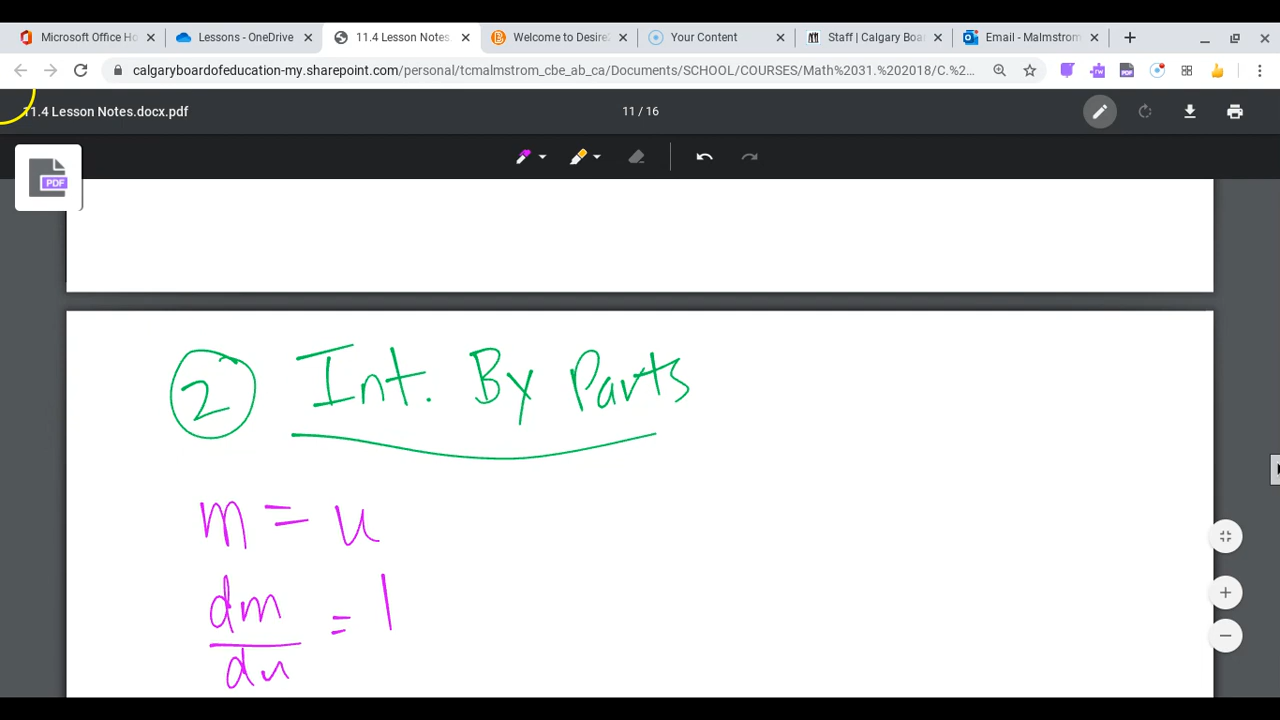 Microsoft Office Ho
Lessons - OneDrive
11.4 Lesson Notes.
Welcome to Desire2
Your Content
Staff | Calgary Boar
Email - Malmstrom
calgaryboardofeducation-my.sharepoint.com/personal/tcmalmstrom_cbe_ab_ca/Documents/SCHOOL/COURSES/Math%2031.%202018/C.%2...
11.4 Lesson Notes.docx.pdf
11 / 16
PDF
2 Int. By Parts
m = u
dm/du = 1